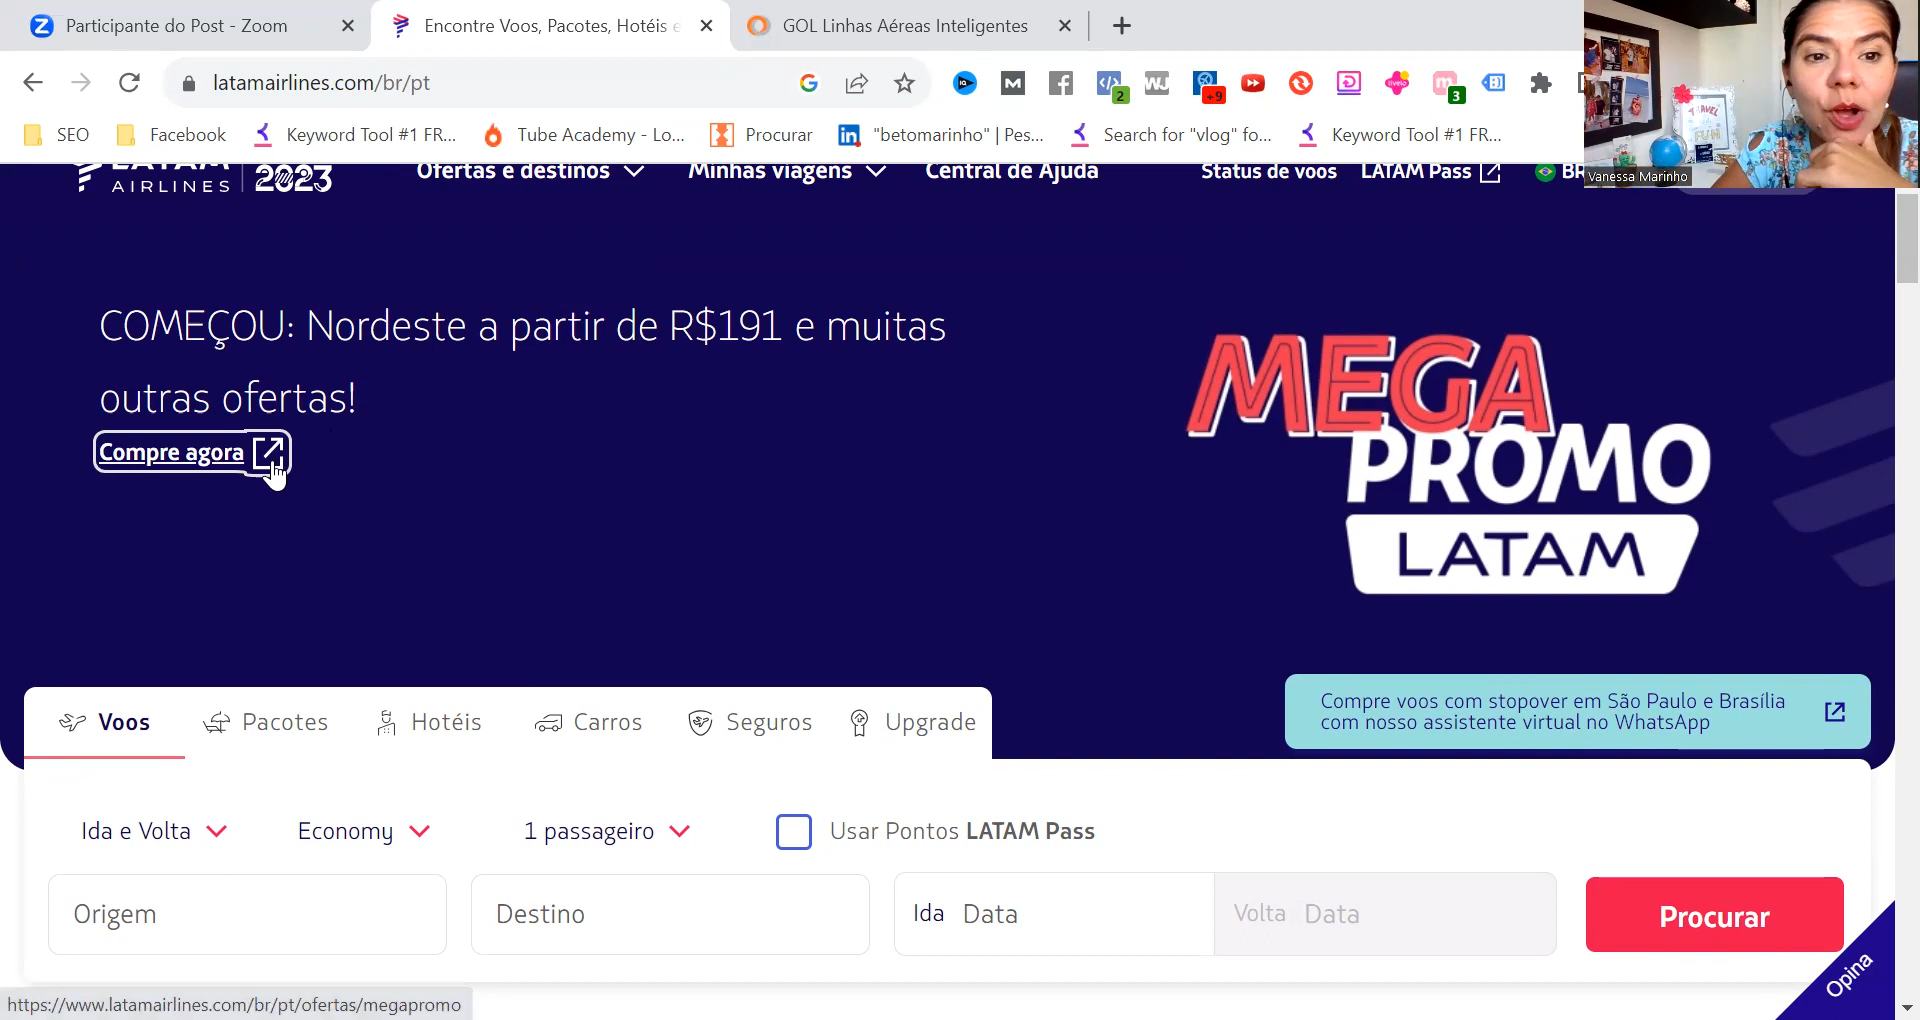 Participante do Post - Zoom
Encontre Voos, Pacotes, Hotéis e
GOL Linhas Aéreas Inteligentes
latamairlines.com/br/pt
2
+9
3
SEO
Facebook
Keyword Tool #1 FR...
Tube Academy - Lo...
Procurar
"betomarinho" | Pes...
Search for "vlog" fo...
Keyword Tool #1 FR...
Vanessa Marinho
LATAM
AIRLINES
2023
Ofertas e destinos
Minhas viagens
Central de Ajuda
Status de voos
LATAM Pass
BR
COMEÇOU: Nordeste a partir de R$191 e muitas
outras ofertas!
Compre agora
MEGA
PROMO
LATAM
Compre voos com stopover em São Paulo e Brasília
com nosso assistente virtual no WhatsApp
Voos
Pacotes
Hotéis
Carros
Seguros
Upgrade
Ida e Volta
Economy
1 passageiro
Usar Pontos LATAM Pass
Origem
Destino
Ida Data
Volta Data
Procurar
Opina
https://www.latamairlines.com/br/pt/ofertas/megapromo